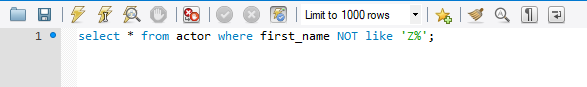 Limit to 1000 rows
1 select * from actor where first_name NOT like 'Z%';